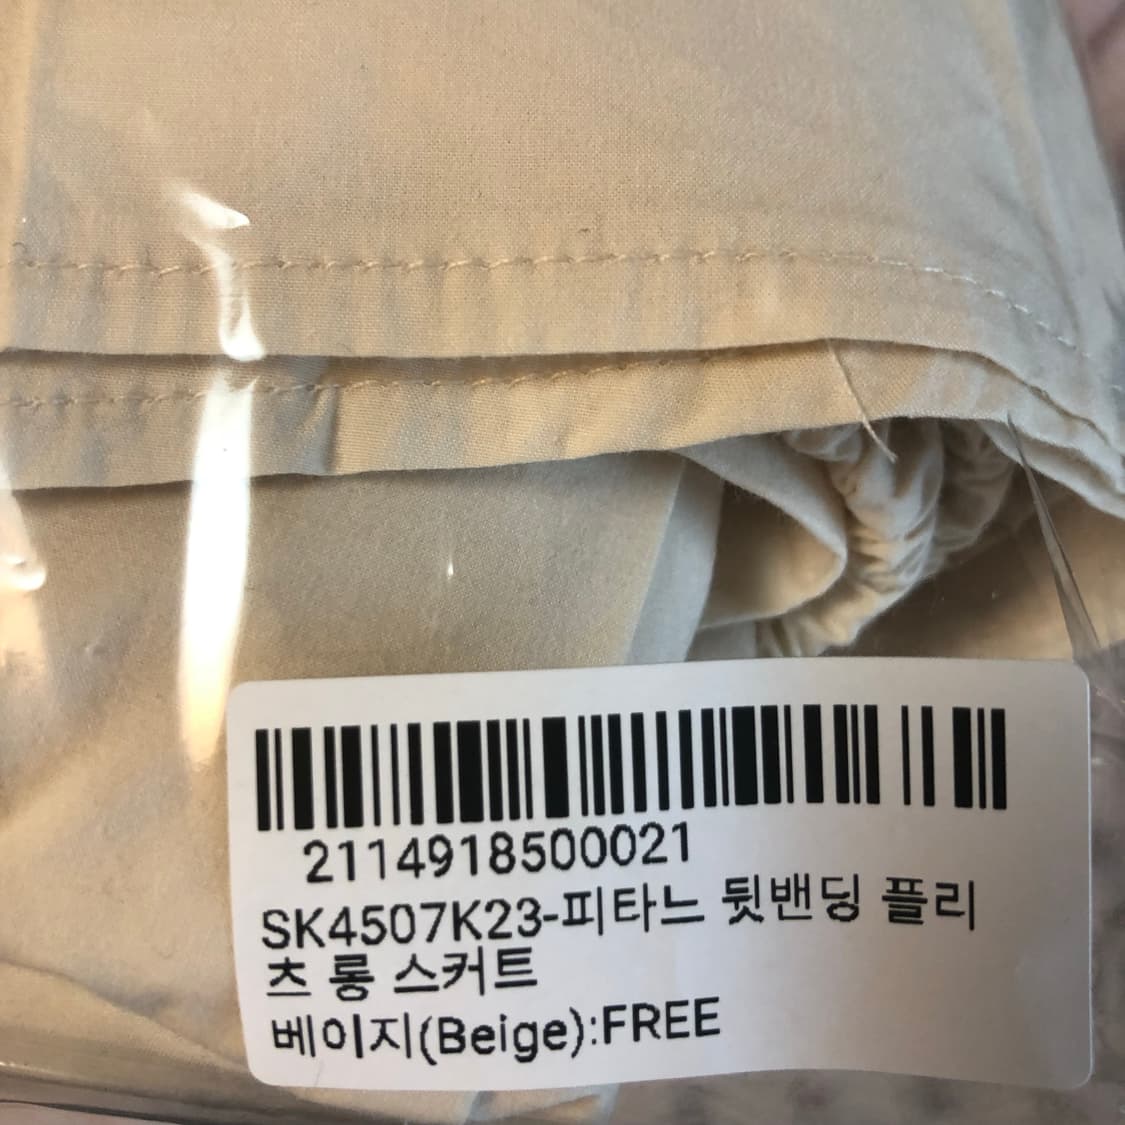 2114918500021
SK4507K23-피타느 뒷밴딩 플리
츠 롱 스커트
베이지(Beige):FREE